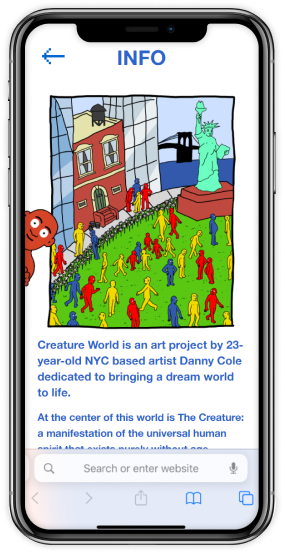 INFO
Creature World is an art project by 23-
year-old NYC based artist Danny Cole
dedicated to bringing a dream world
to life.
At the center of this world is The Creature:
a manifestation of the universal human
spirit that exists purely without age
Search or enter website